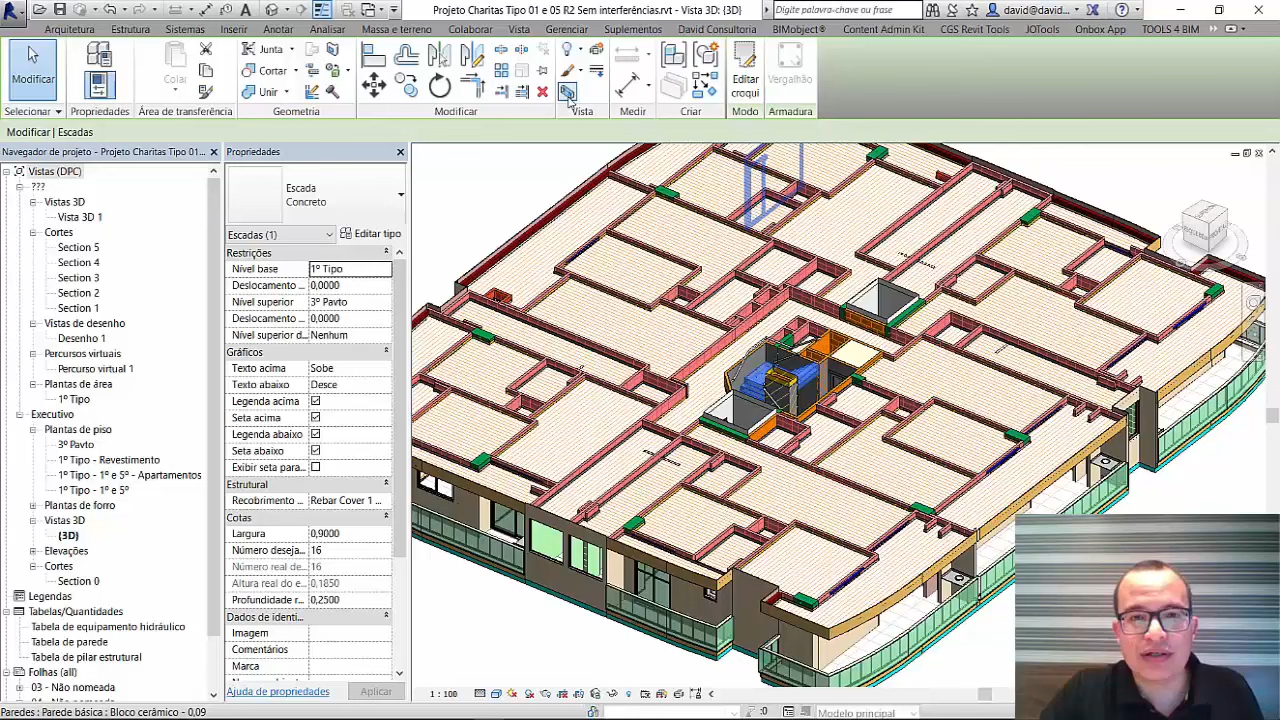 Projeto Charitas Tipo 01 e 05 R2 Sem interferências.rvt - Vista 3D: {3D}
Digite palavra-chave ou frase
david@david...
Arquitetura
Estrutura
Sistemas
Inserir
Anotar
Analisar
Massa e terreno
Colaborar
Vista
Gerenciar
Suplementos
David Consultoria
BIMobject®
Content Admin Kit
CGS Revit Tools
JOTools
Onbox App
TOOLS 4 BIM
Modificar
Colar
Junta
Cortar
Unir
Editar
croqui
Vergalhão
Selecionar
Propriedades
Área de transferência
Geometria
Modificar
Vista
Medir
Criar
Modo
Armadura
Modificar | Escadas
Navegador de projeto - Projeto Charitas Tipo 01...
Vistas (DPC)
???
Vistas 3D
Vista 3D 1
Cortes
Section 5
Section 4
Section 3
Section 2
Section 1
Vistas de desenho
Desenho 1
Percursos virtuais
Percurso virtual 1
Plantas de área
1º Tipo
Executivo
Plantas de piso
3º Pavto
1º Tipo - Revestimento
1º Tipo - 1º e 5º - Apartamentos
1º Tipo - 1º e 5º
Plantas de forro
Vistas 3D
{3D}
Elevações
Cortes
Section 0
Legendas
Tabelas/Quantidades
Tabela de equipamento hidráulico
Tabela de parede
Tabela de pilar estrutural
Folhas (all)
03 - Não nomeada
Propriedades
Escada
Concreto
Escadas (1)
Editar tipo
Restrições
Nível base 1º Tipo
Deslocamento ... 0,0000
Nível superior 3º Pavto
Deslocamento ... 0,0000
Nível superior d... Nenhum
Gráficos
Texto acima Sobe
Texto abaixo Desce
Legenda acima
Seta acima
Legenda abaixo
Seta abaixo
Exibir seta para...
Estrutural
Recobrimento ... Rebar Cover 1 ...
Cotas
Largura 0,9000
Número deseja... 16
Número real de... 16
Altura real do e... 0,1850
Profundidade r... 0,2500
Dados de identi...
Imagem
Comentários
Marca
Ajuda de propriedades
Aplicar
1 : 100
Paredes : Parede básica : Bloco cerâmico - 0.09
:0
Modelo principal